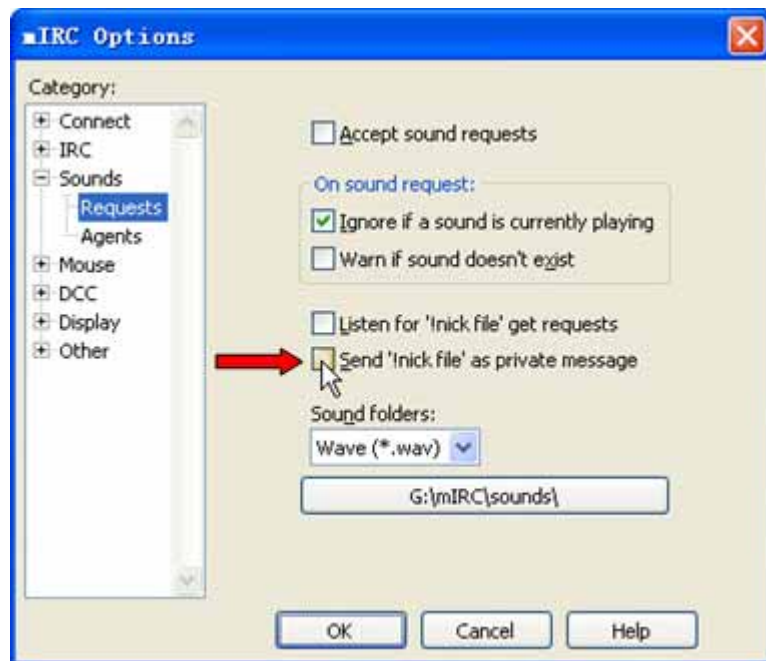 mIRC Options
Category:
Connect
IRC
Sounds
Requests
Agents
Mouse
DCC
Display
Other
Accept sound requests
On sound request:
Ignore if a sound is currently playing
Warn if sound doesn't exist
Listen for '!nick file' get requests
Send '!nick file' as private message
Sound folders:
Wave (*.wav)
G:\mIRC\sounds\
OK Cancel Help